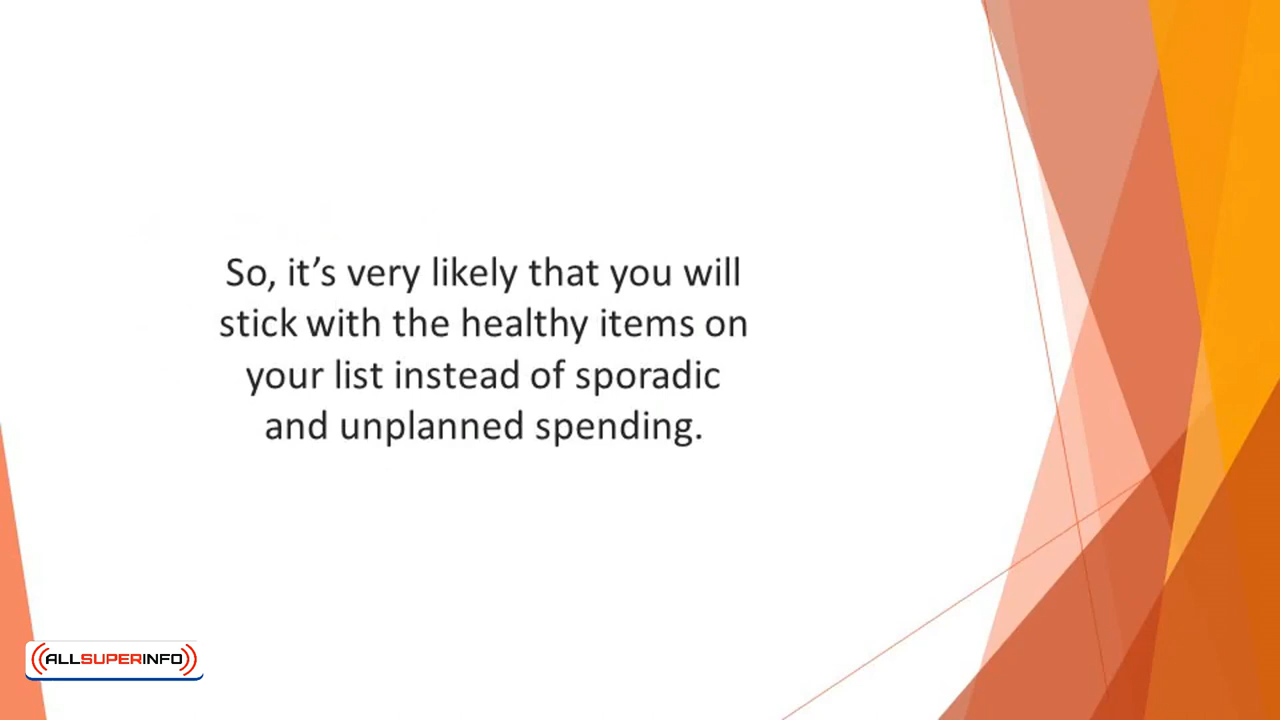 So, it’s very likely that you will
stick with the healthy items on
your list instead of sporadic
and unplanned spending.
ALLSUPERINFO